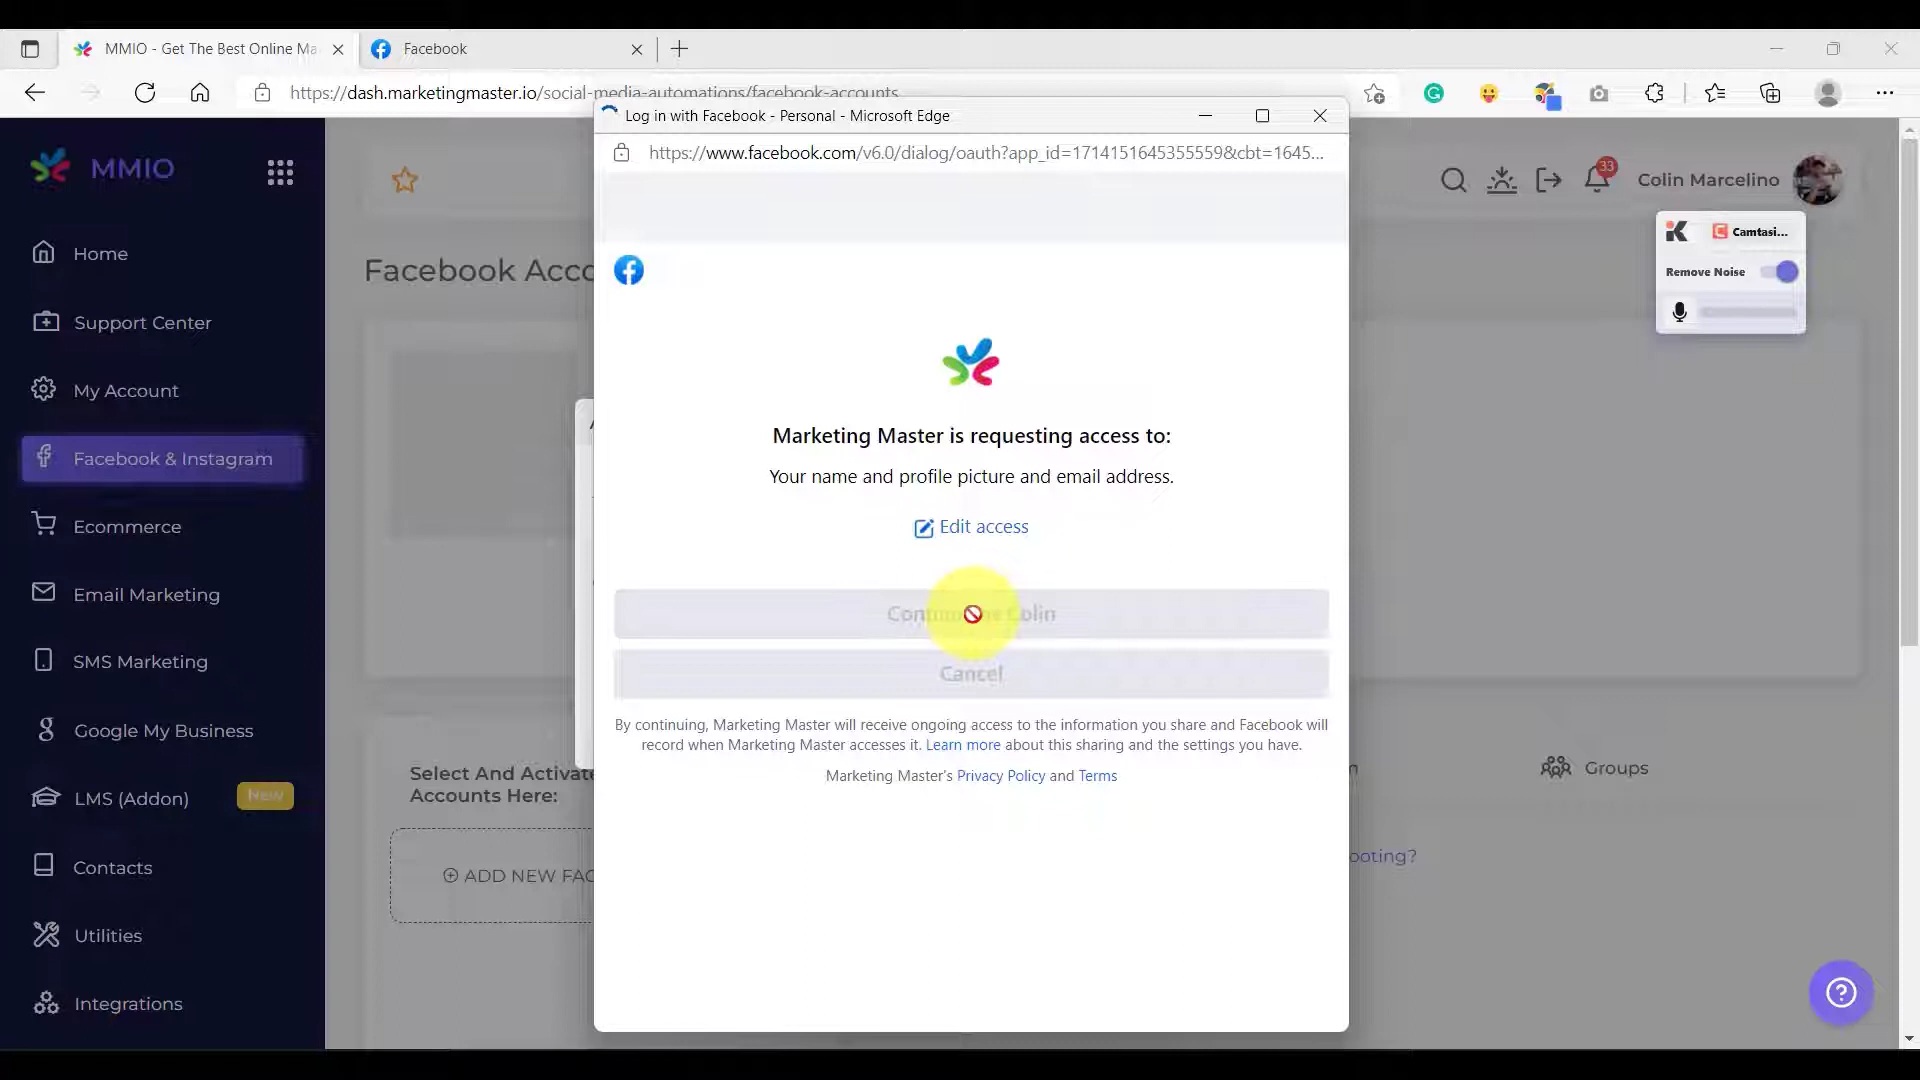 MMIO - Get The Best Online Ma
Facebook
https://dash.marketingmaster.io/social-media-automations/facebook-accounts
Log in with Facebook - Personal - Microsoft Edge
https://www.facebook.com/v6.0/dialog/oauth?app_id=1714151645355559&cbt=1645...
MMIO
33
Colin Marcelino
Camtasi...
Remove Noise
Home
Support Center
My Account
Facebook & Instagram
Ecommerce
Email Marketing
SMS Marketing
Google My Business
LMS (Addon)
New
Contacts
Utilities
Integrations
Facebook Acco
Marketing Master is requesting access to:
Your name and profile picture and email address.
Edit access
Colin
Cancel
By continuing, Marketing Master will receive ongoing access to the information you share and Facebook will
record when Marketing Master accesses it. Learn more about this sharing and the settings you have.
Marketing Master's Privacy Policy and Terms
Select And Activate
Accounts Here:
ADD NEW FAC
Groups
ooting?